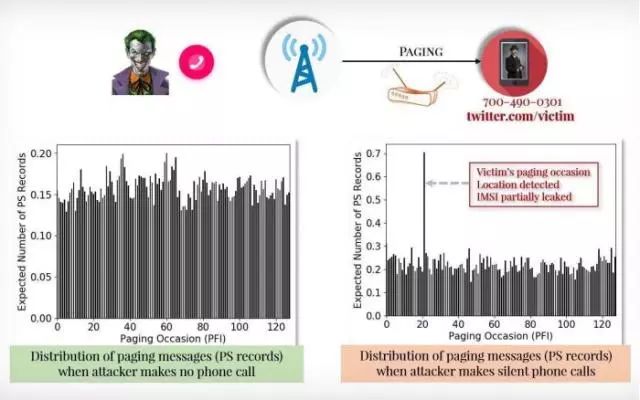 PAGING
700-490-0301
twitter.com/victim
0.20
0.15
0.10
0.05
0.00
Expected Number of PS Records
0 20 40 60 80 100 120
Paging Occasion (PFI)
Distribution of paging messages (PS records)
when attacker makes no phone call
0.7
0.6
0.5
0.4
0.3
0.2
0.1
0.0
Expected Number of PS Records
Victim's paging occasion
Location detected
IMSI partially leaked
0 20 40 60 80 100 120
Paging Occasion (PFI)
Distribution of paging messages (PS records)
when attacker makes silent phone calls